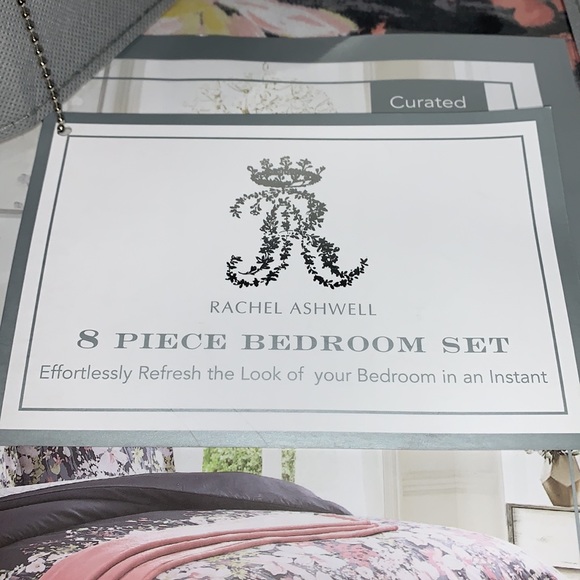 Curated
RACHEL ASHWELL
8 PIECE BEDROOM SET
Effortlessly Refresh the Look of your Bedroom in an Instant